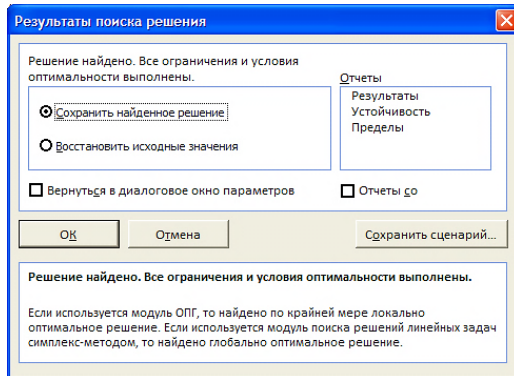 Результаты поиска решения
Решение найдено. Все ограничения и условия
оптимальности выполнены.
Отчеты
Сохранить найденное решение
Восстановить исходные значения
Результаты
Устойчивость
Пределы
Вернуться в диалоговое окно параметров
Отчеты со
ОК
Отмена
Сохранить сценарий...
Решение найдено. Все ограничения и условия оптимальности выполнены.
Если используется модуль ОПГ, то найдено по крайней мере локально
оптимальное решение. Если используется модуль поиска решений линейных задач
симплекс-методом, то найдено глобально оптимальное решение.